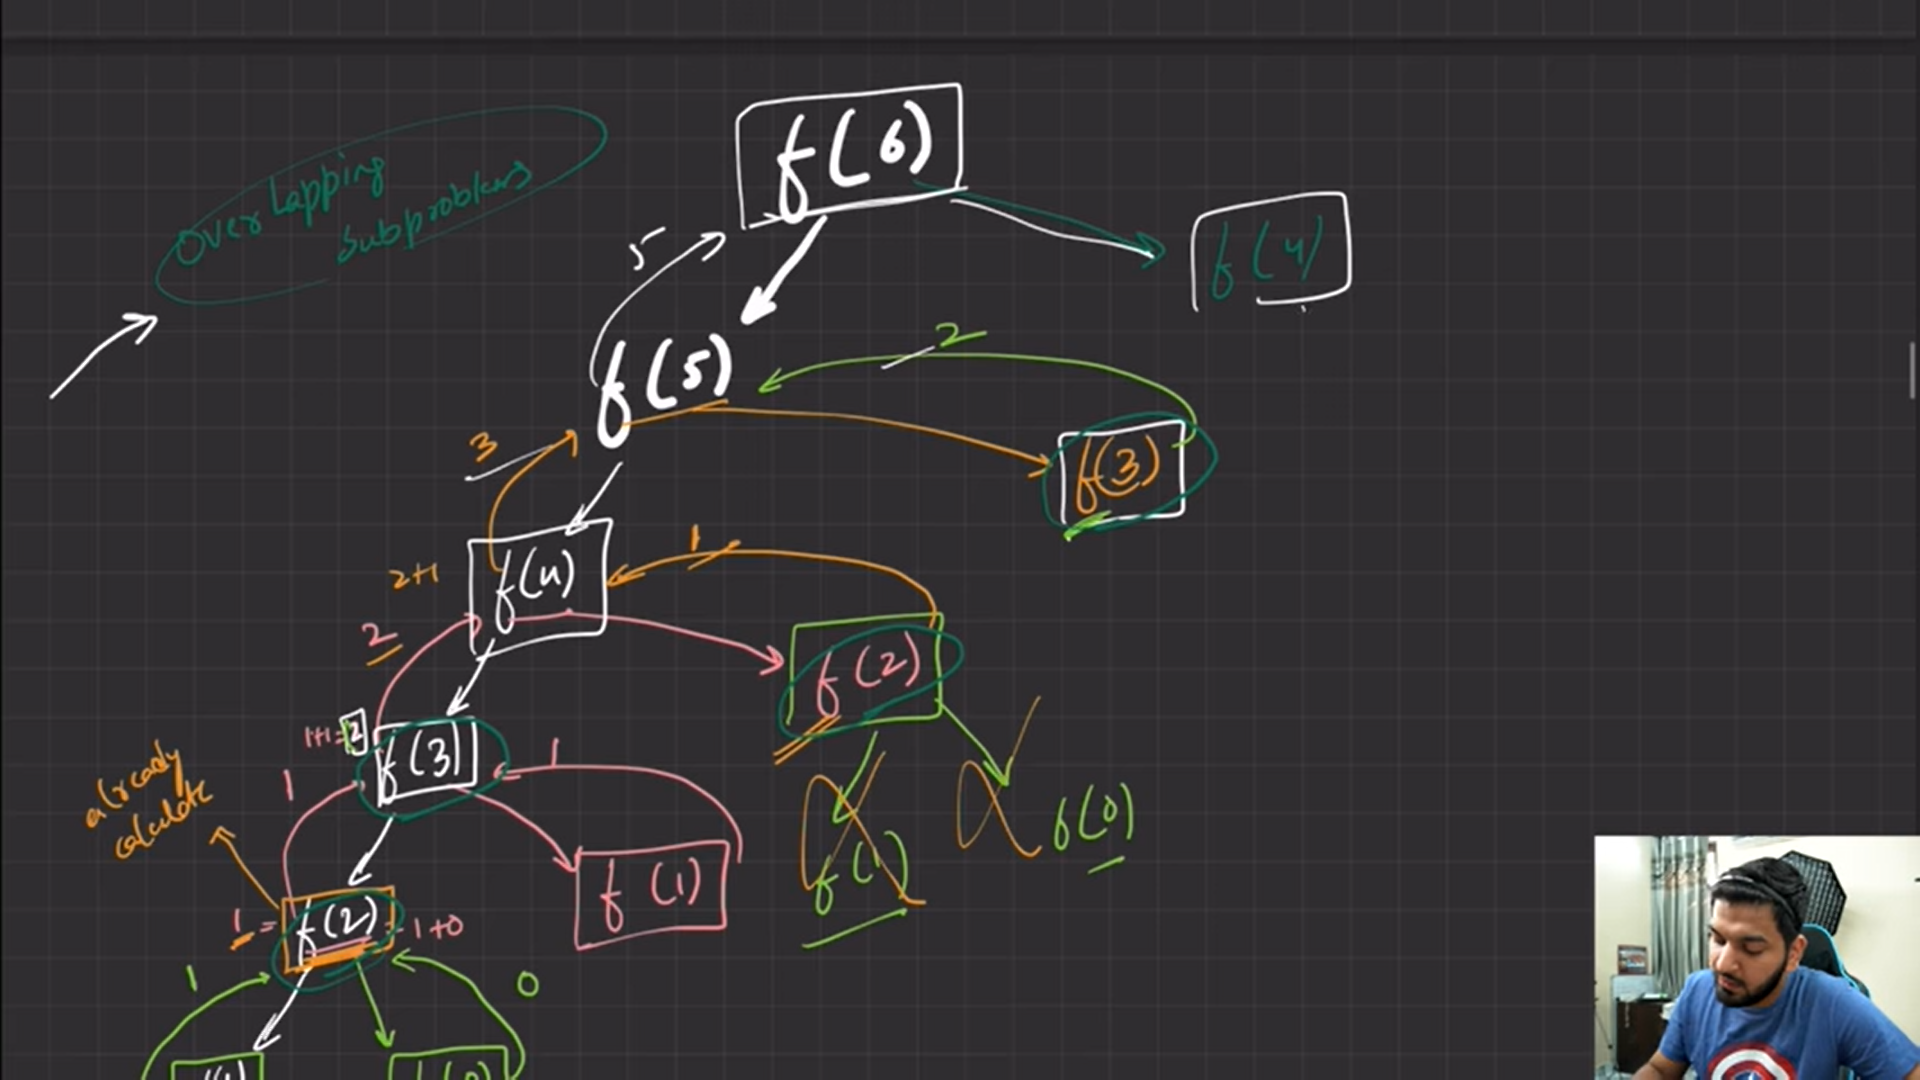 f(6)
Over Lapping
subproblems
f(4)
5
2
f(5)
3
f(3)
1
2+1
f(4)
2
f(2)
1+1=2
f(3)
1
already
calculate
1
f(1)
f(1)
f(0)
1=
f(2)
= 1+0
1
0